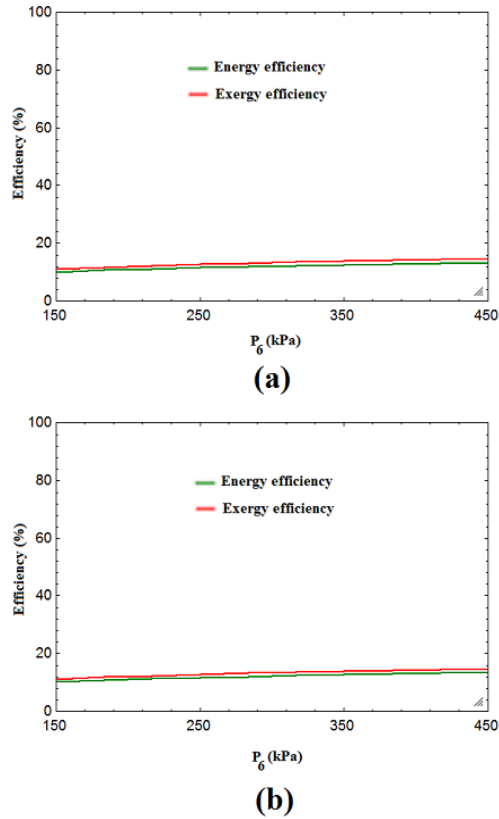 100
80
60
40
20
0
Efficiency (%)
Energy efficiency
Exergy efficiency
150 250 350 450
P6 (kPa)
(a)
100
80
60
40
20
0
Efficiency (%)
Energy efficiency
Exergy efficiency
150 250 350 450
P6 (kPa)
(b)